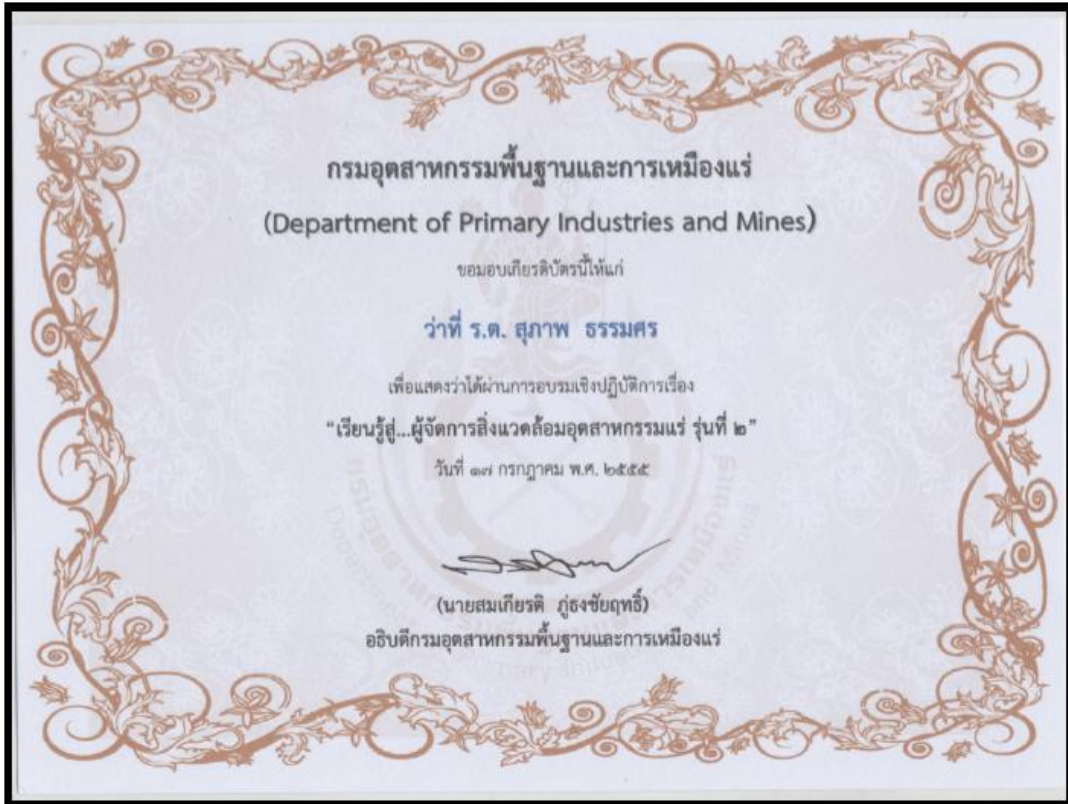 กรมอุตสาหกรรมพื้นฐานและการเหมืองแร่
(Department of Primary Industries and Mines)
ขอมอบเกียรติบัตรนี้ให้แก่
ว่าที่ ร.ต. สุภาพ ธรรมศร
เพื่อแสดงว่าได้ผ่านการอบรมเชิงปฏิบัติการเรื่อง
“เรียนรู้สู่...ผู้จัดการสิ่งแวดล้อมอุตสาหกรรมแร่ รุ่นที่ ๒”
วันที่ ๑๗ กรกฎาคม พ.ศ. ๒๕๕๕
(นายสมเกียรติ ภู่ธงชัยฤทธิ์)
อธิบดีกรมอุตสาหกรรมพื้นฐานและการเหมืองแร่